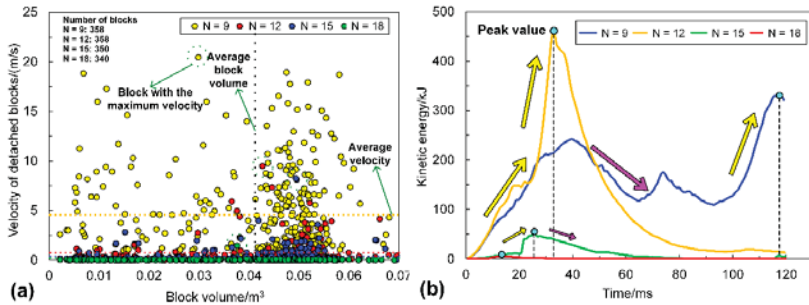 Number of blocks
N = 9: 358
N = 12: 358
N = 15: 350
N = 18: 340
N = 9 N = 12 N = 15 N = 18
Block with the
maximum velocity
Average
block
volume
Average
velocity
Velocity of detached blocks/(m/s)
25
20
15
10
5
0
0 0.01 0.02 0.03 0.04 0.05 0.06 0.07
Block volume/m³
(a)
Peak value
N = 9 N = 12 N = 15 N = 18
Kinetic energy/kJ
500
400
300
200
100
0
0 20 40 60 80 100 120
Time/ms
(b)